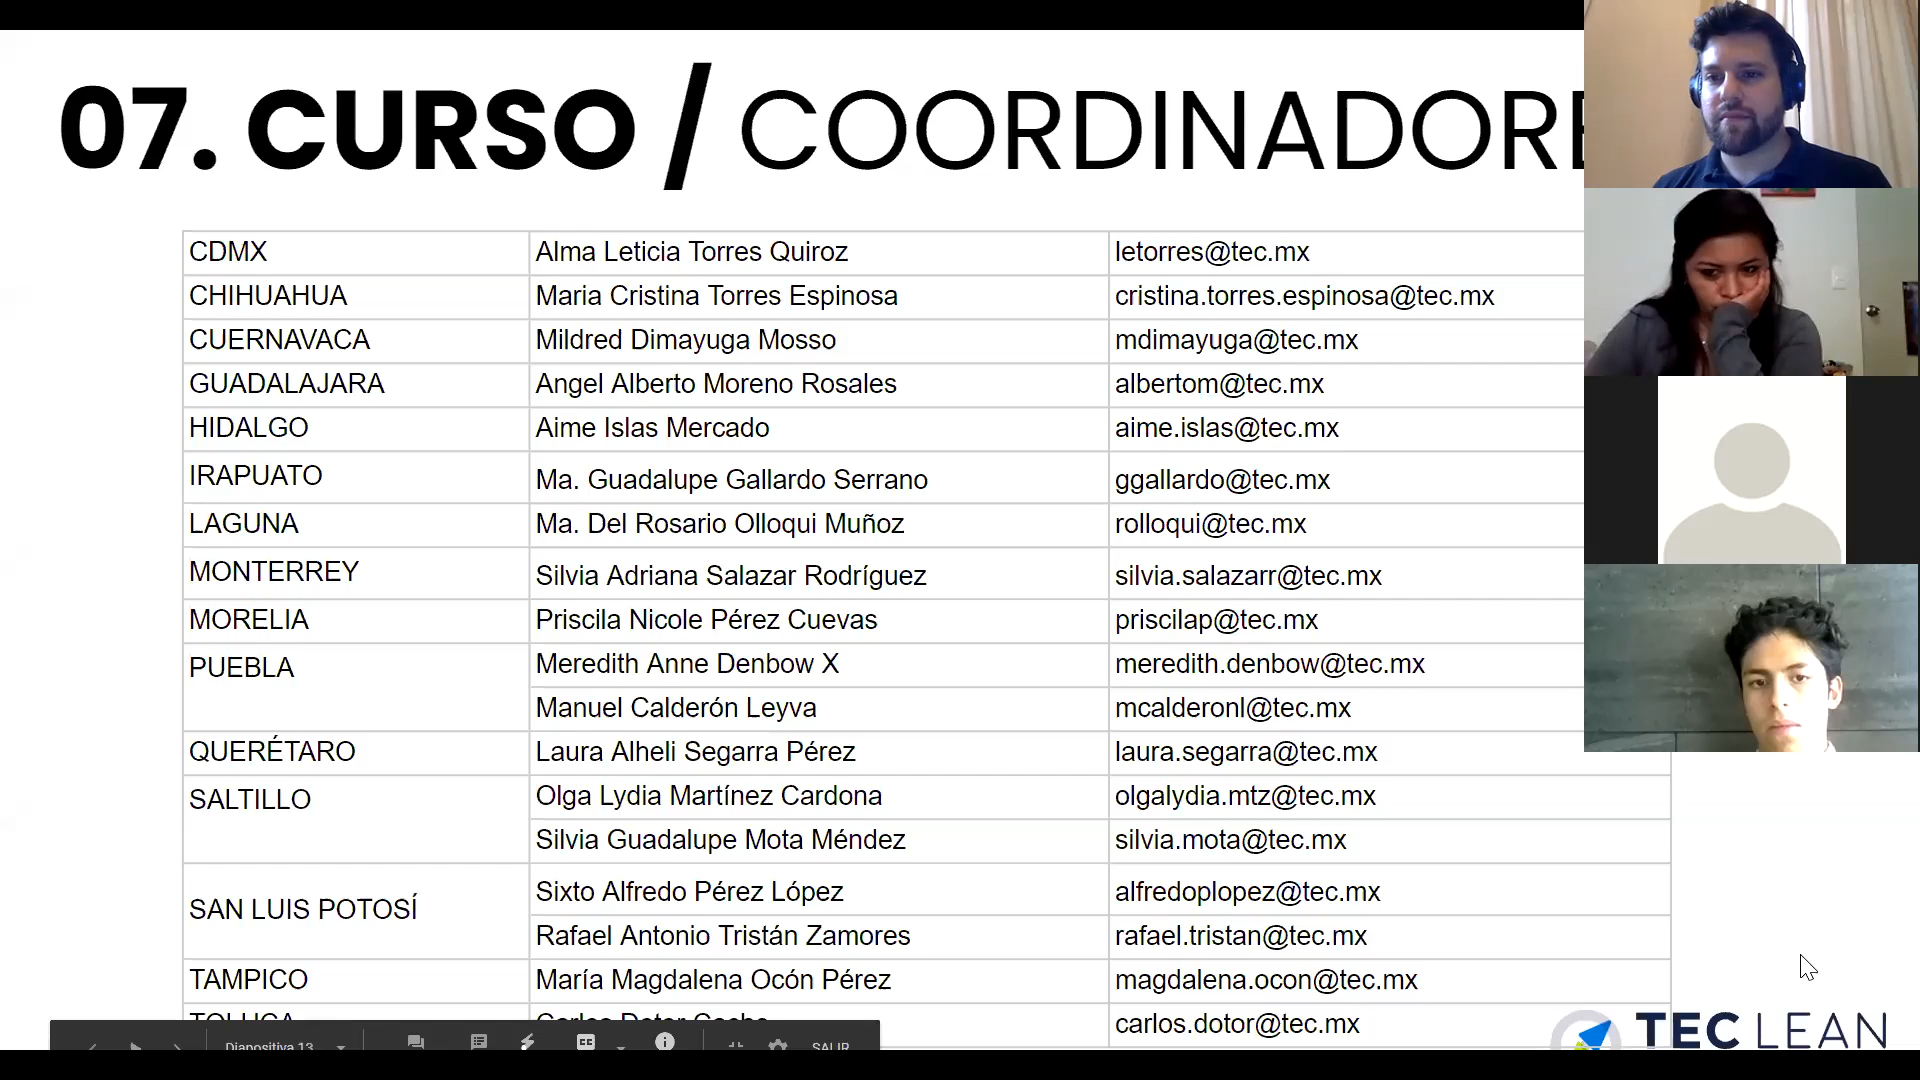 07. CURSO / COORDINADORE
CDMX Alma Leticia Torres Quiroz letorres@tec.mx
CHIHUAHUA Maria Cristina Torres Espinosa cristina.torres.espinosa@tec.mx
CUERNAVACA Mildred Dimayuga Mosso mdimayuga@tec.mx
GUADALAJARA Angel Alberto Moreno Rosales albertom@tec.mx
HIDALGO Aime Islas Mercado aime.islas@tec.mx
IRAPUATO Ma. Guadalupe Gallardo Serrano ggallardo@tec.mx
LAGUNA Ma. Del Rosario Olloqui Muñoz rolloqui@tec.mx
MONTERREY Silvia Adriana Salazar Rodríguez silvia.salazarr@tec.mx
MORELIA Priscila Nicole Pérez Cuevas priscilap@tec.mx
PUEBLA Meredith Anne Denbow X meredith.denbow@tec.mx
Manuel Calderón Leyva mcalderonl@tec.mx
QUERÉTARO Laura Alheli Segarra Pérez laura.segarra@tec.mx
SALTILLO Olga Lydia Martínez Cardona olgalydia.mtz@tec.mx
Silvia Guadalupe Mota Méndez silvia.mota@tec.mx
SAN LUIS POTOSÍ Sixto Alfredo Pérez López alfredoplopez@tec.mx
Rafael Antonio Tristán Zamores rafael.tristan@tec.mx
TAMPICO María Magdalena Ocón Pérez magdalena.ocon@tec.mx
TOLUCA Carlos Dotor carlos.dotor@tec.mx
Diapositiva 13 CC SALIR
TEC LEAN